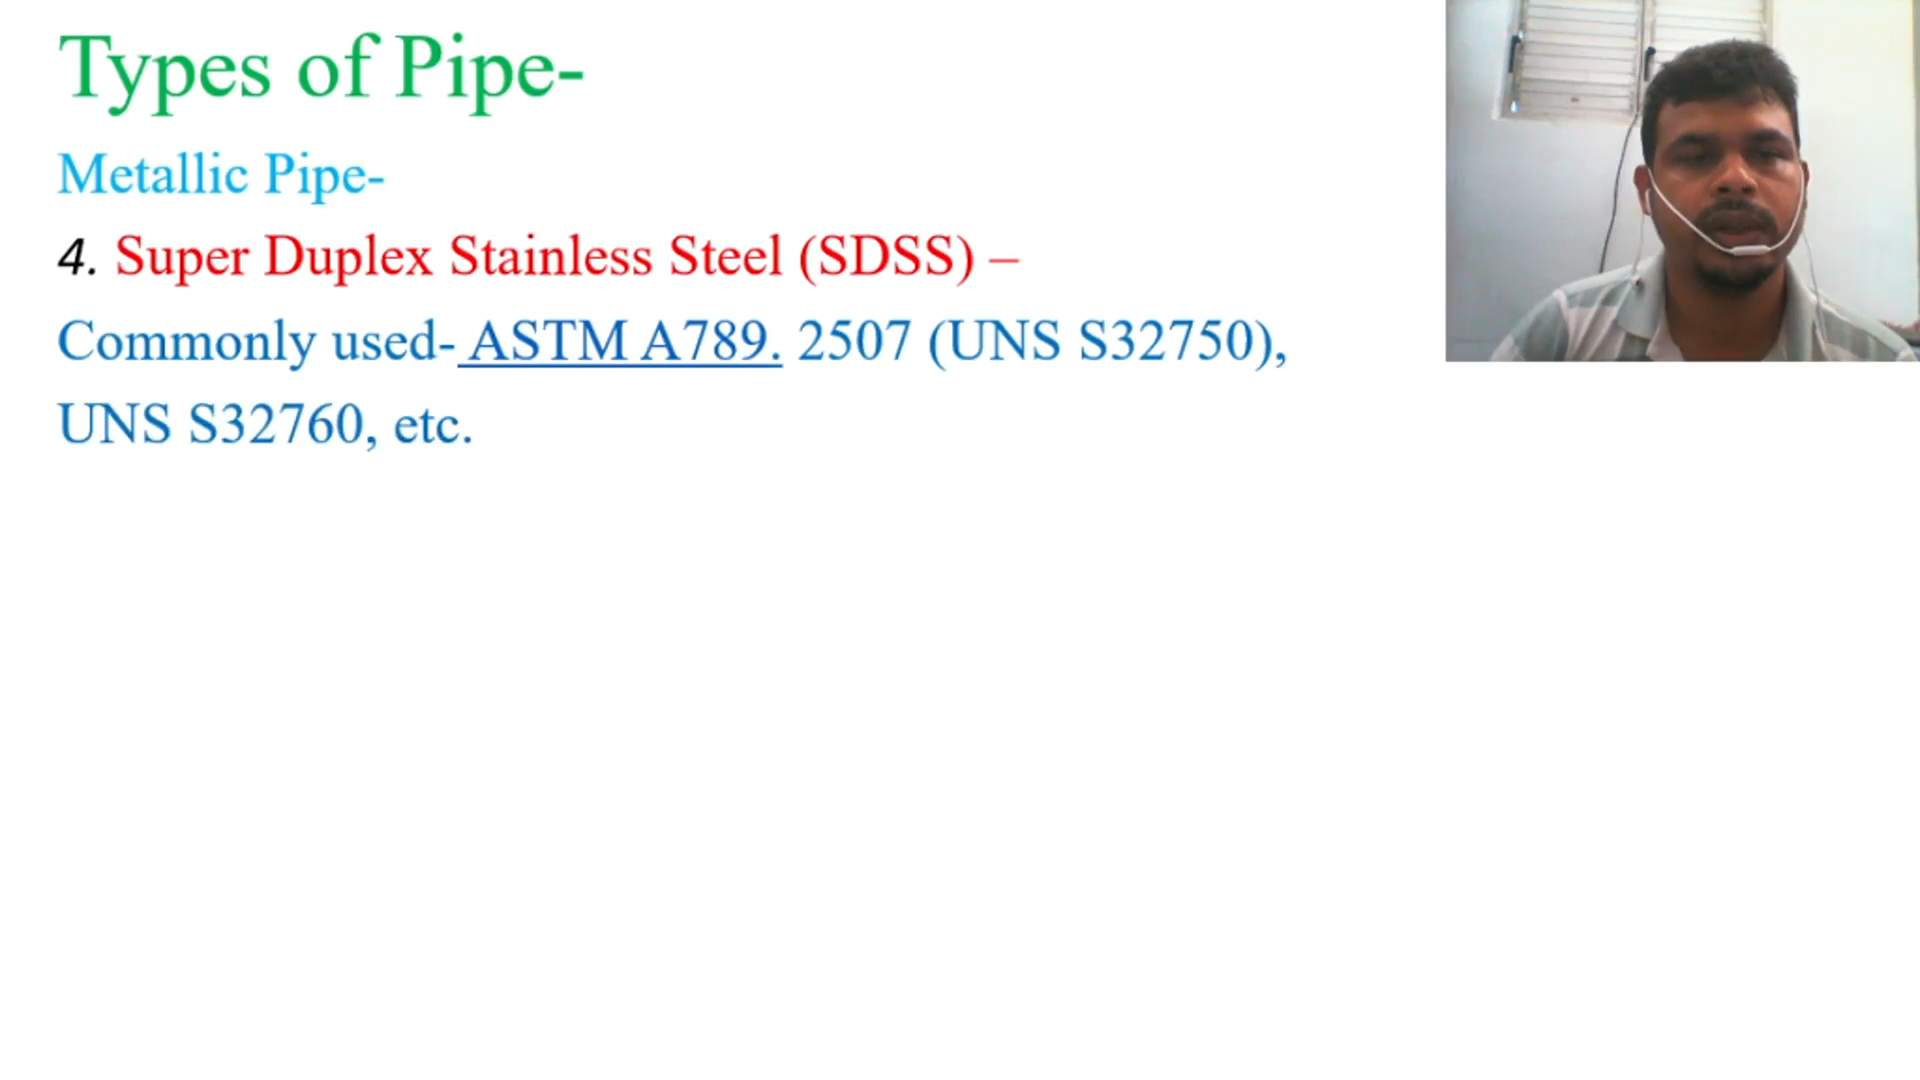 Types of Pipe-
Metallic Pipe-
4. Super Duplex Stainless Steel (SDSS) –
Commonly used- ASTM A789. 2507 (UNS S32750),
UNS S32760, etc.